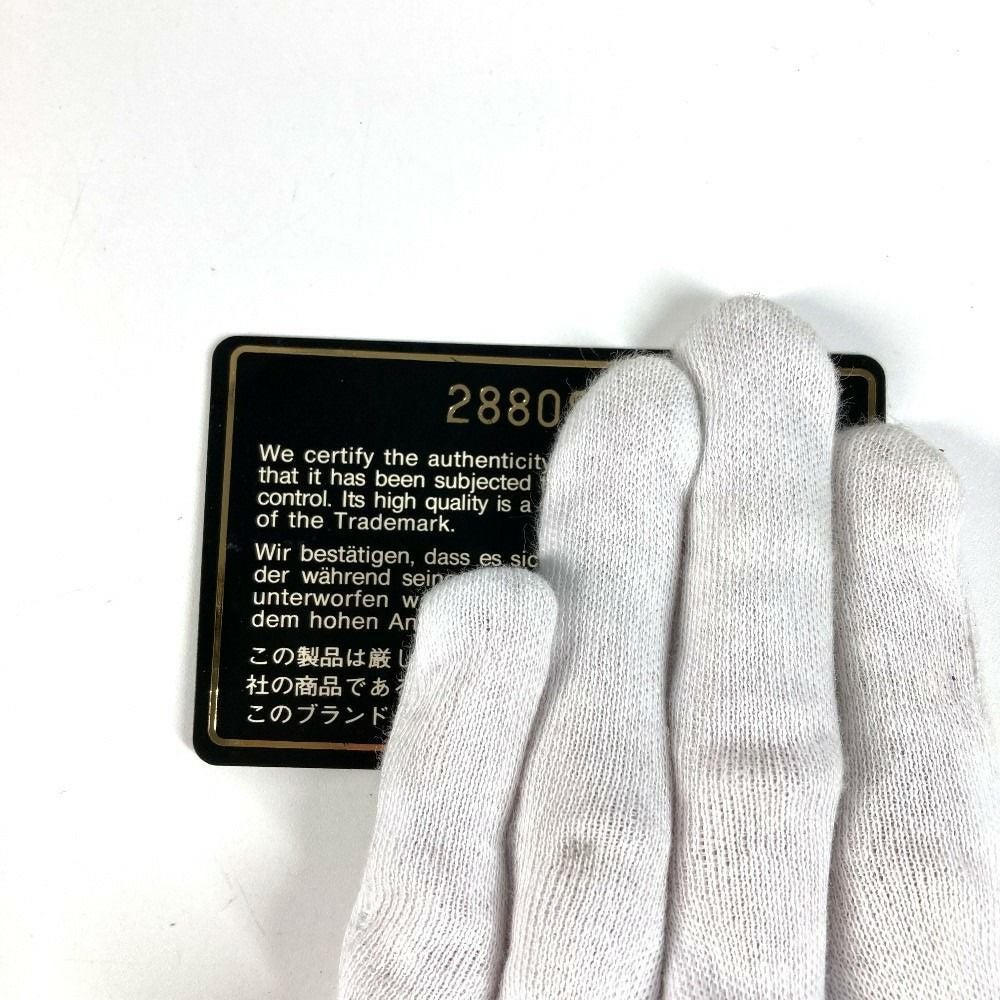 2880
We certify the authenticity
that it has been subjected
control. Its high quality is a
of the Trademark.
Wir bestätigen, dass es sic
der während sein
unterworfen w
dem hohen An
この製品は厳し
社の商品であ
このブランド